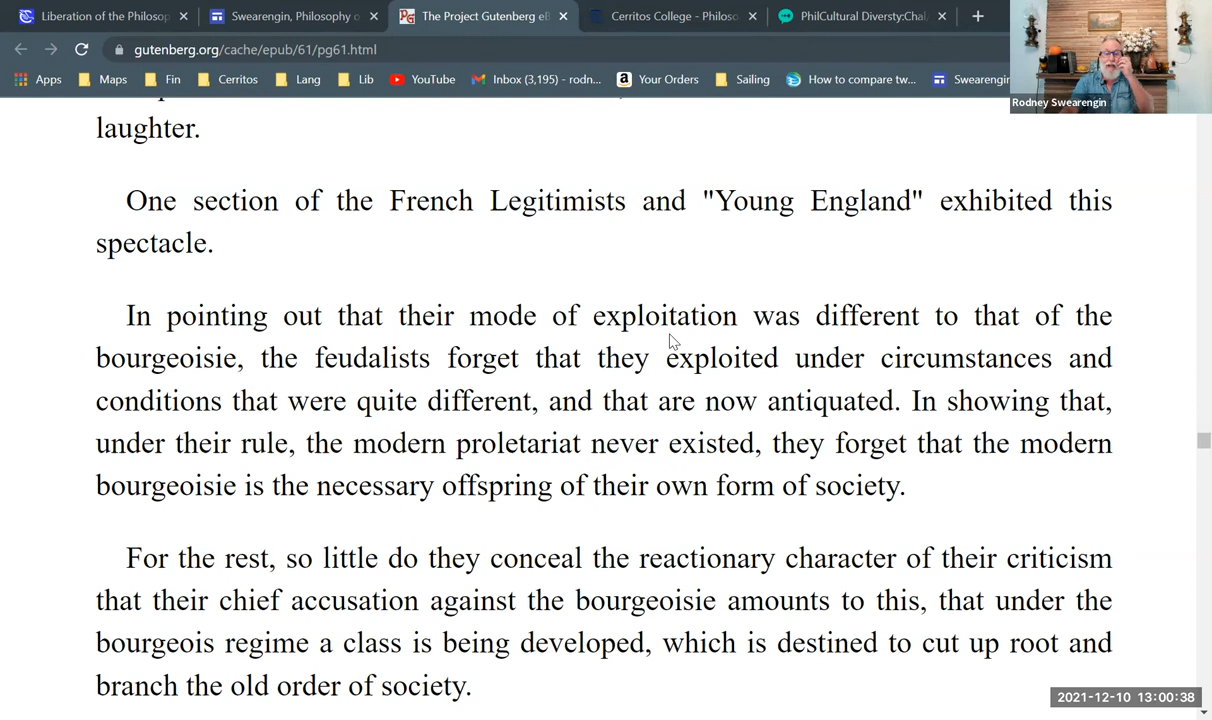 Liberation of the Philosop
Swearengin, Philosophy o
The Project Gutenberg eB
Cerritos College - Philoso
PhilCultural Diversty:Chal
gutenberg.org/cache/epub/61/pg61.html
Apps Maps Fin Cerritos Lang Lib YouTube Inbox (3,195) - rodn... Your Orders Sailing How to compare tw... Swearengin
Rodney Swearengin
laughter.
One section of the French Legitimists and "Young England" exhibited this
spectacle.
In pointing out that their mode of exploitation was different to that of the
bourgeoisie, the feudalists forget that they exploited under circumstances and
conditions that were quite different, and that are now antiquated. In showing that,
under their rule, the modern proletariat never existed, they forget that the modern
bourgeoisie is the necessary offspring of their own form of society.
For the rest, so little do they conceal the reactionary character of their criticism
that their chief accusation against the bourgeoisie amounts to this, that under the
bourgeois regime a class is being developed, which is destined to cut up root and
branch the old order of society.
2021-12-10 13:00:38